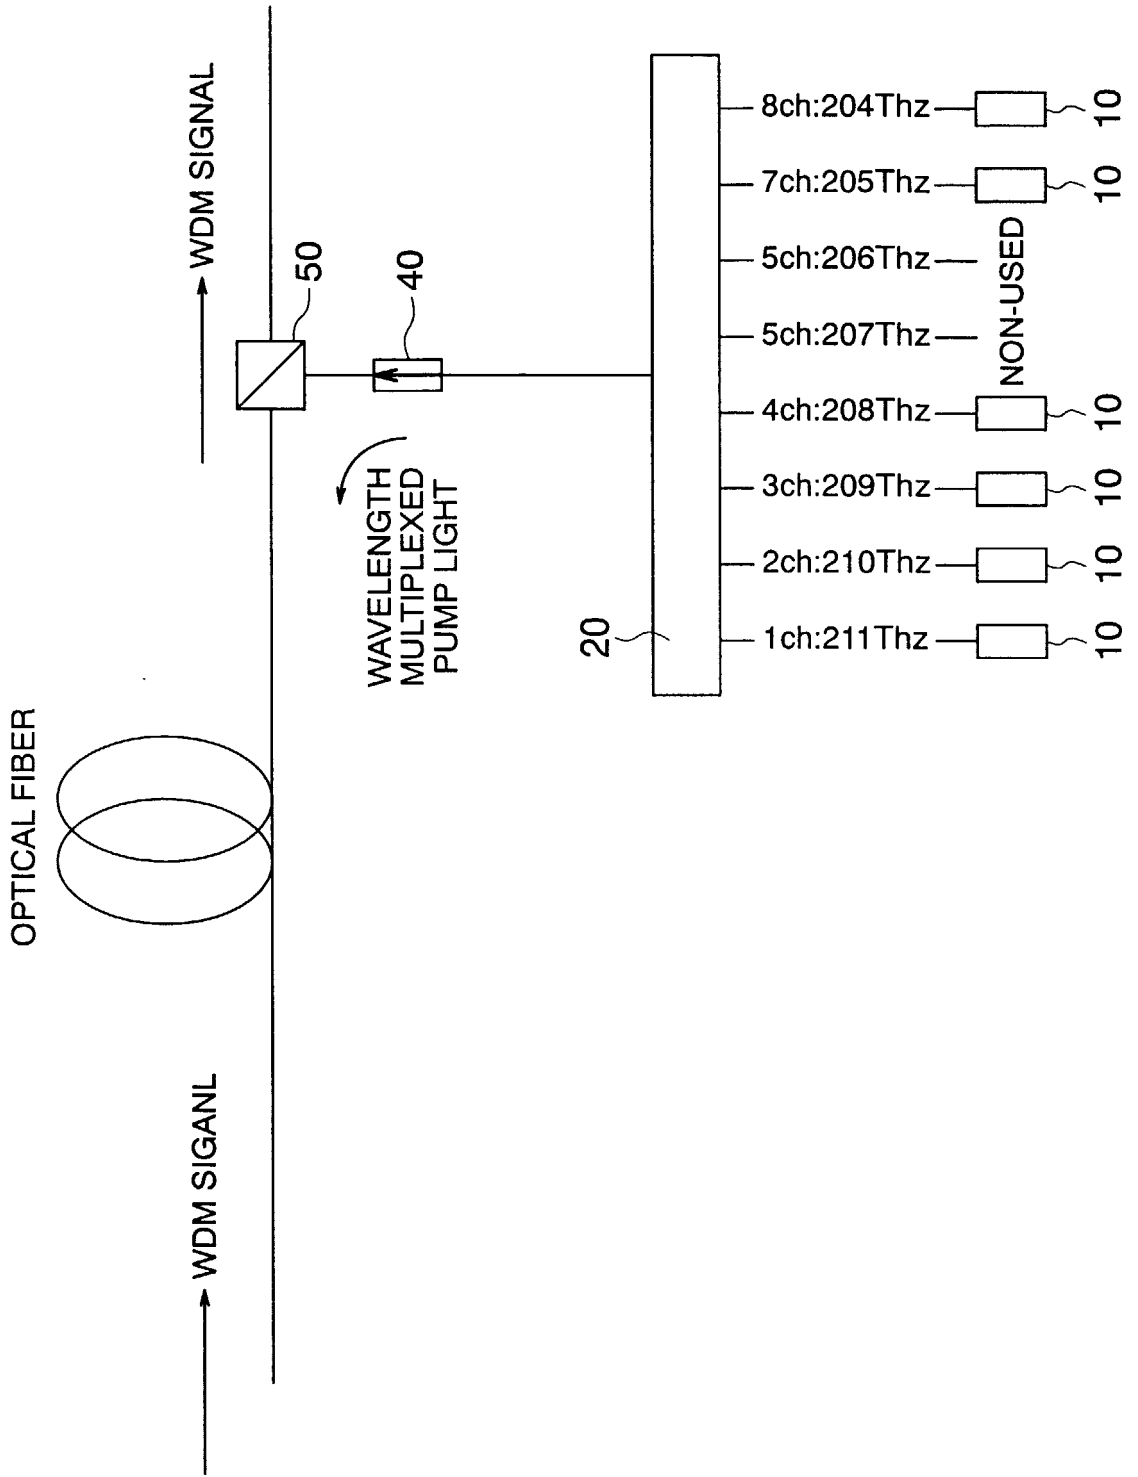 OPTICAL FIBER
WDM SIGANL
WDM SIGNAL
50
40
WAVELENGTH
MULTIPLEXED
PUMP LIGHT
20
1ch:211Thz
10
2ch:210Thz
10
3ch:209Thz
10
4ch:208Thz
10
5ch:207Thz
5ch:206Thz
NON-USED
7ch:205Thz
10
8ch:204Thz
10